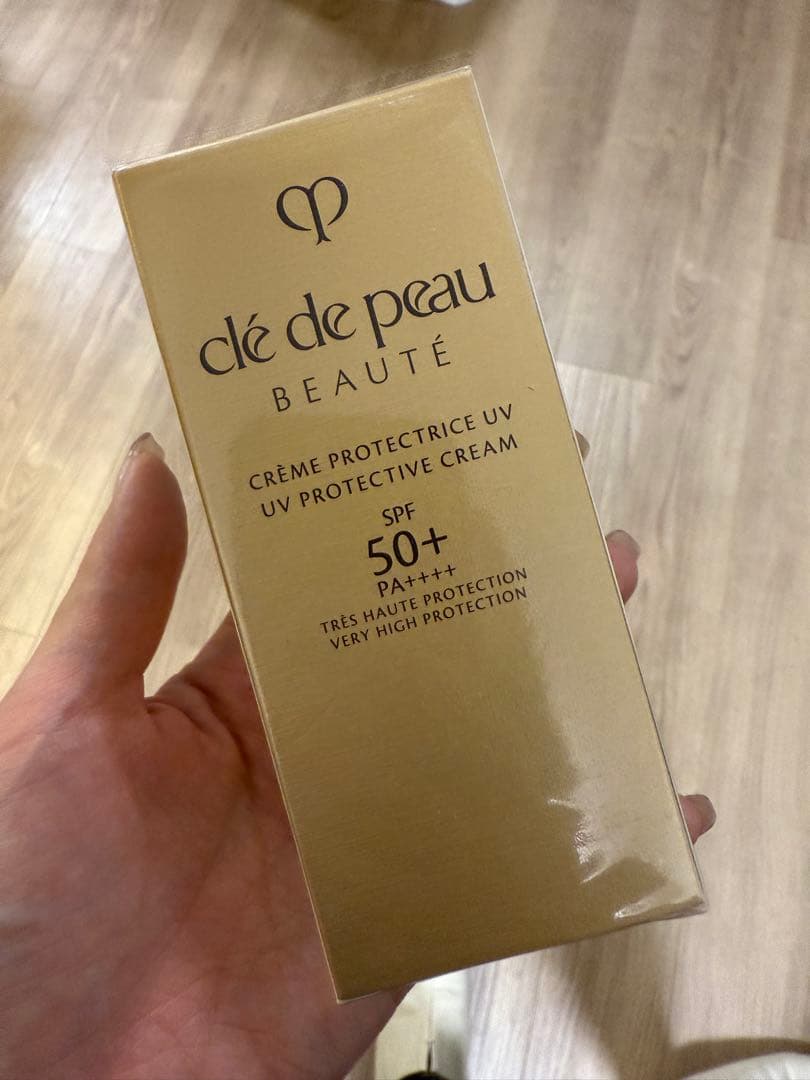 clé de peau
BEAUTÉ
CRÈME PROTECTRICE UV
UV PROTECTIVE CREAM
SPF
50+
PA++++
TRÈS HAUTE PROTECTION
VERY HIGH PROTECTION